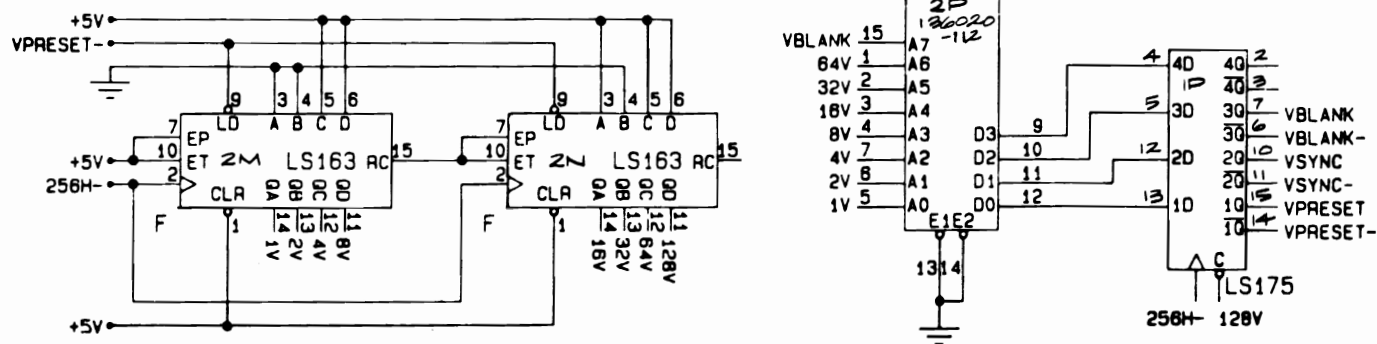 +5V
VPRESET-
9 3 4 5 6
LD A B C D
7 EP
10 ET 2M LS163 RC 15
+5V
256H-
2
CLR QA QB QC QD
F
1 14 13 12 11
1V 2V 4V 8V
+5V
9 3 4 5 6
LD A B C D
7 EP
10 ET 2N LS163 RC 15
2
CLR QA QB QC QD
F
1 14 13 12 11
16V 32V 64V 128V
2P
136020
-112
VBLANK 15 A7
64V 1 A6
32V 2 A5
16V 3 A4
8V 4 A3 D3 9
4V 7 A2 D2 10
2V 6 A1 D1 11
1V 5 A0 D0 12
E1 E2
13 14
4 4D 4Q 2
1P 4Q 3
5 3D 3Q 7 VBLANK
3Q 6 VBLANK-
12 2D 2Q 10 VSYNC
2Q 11 VSYNC-
13 1D 1Q 15 VPRESET
1Q 14 VPRESET-
C
LS175
256H- 128V